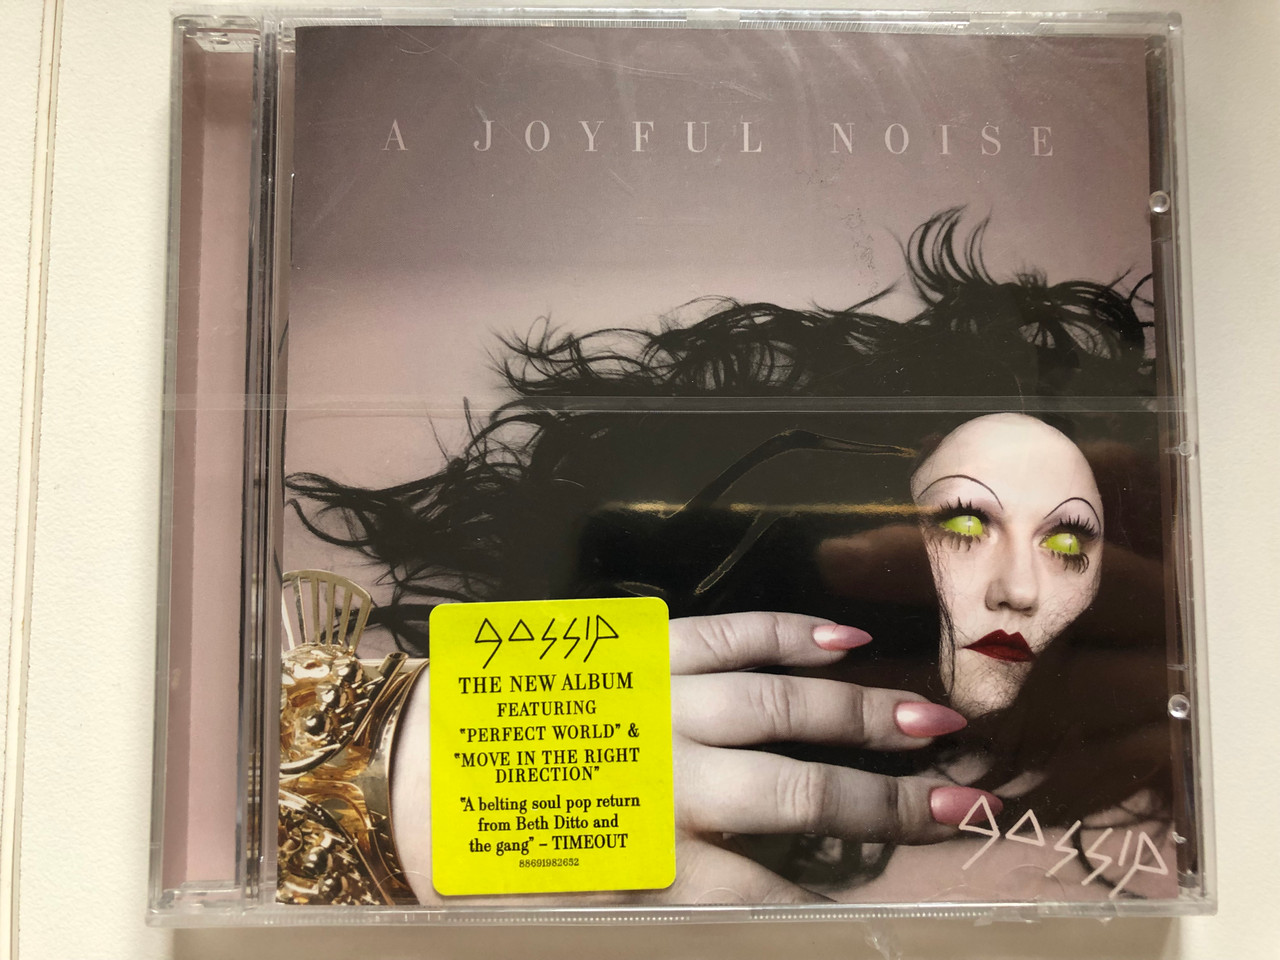 A JOYFUL NOISE
gossip
THE NEW ALBUM
FEATURING
"PERFECT WORLD" &
"MOVE IN THE RIGHT
DIRECTION"
"A belting soul pop return
from Beth Ditto and
the gang" – TIMEOUT
88691982652
gossip